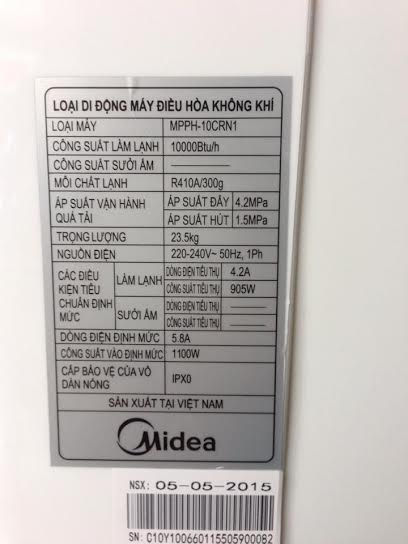 LOẠI DI ĐỘNG MÁY ĐIỀU HÒA KHÔNG KHÍ
LOẠI MÁY MPPH-10CRN1
CÔNG SUẤT LÀM LẠNH 10000Btu/h
CÔNG SUẤT SƯỞI ẤM ———
MÔI CHẤT LẠNH R410A/300g
ÁP SUẤT VẬN HÀNH QUÁ TẢI ÁP SUẤT ĐẨY 4.2MPa
ÁP SUẤT HÚT 1.5MPa
TRỌNG LƯỢNG 23.5kg
NGUỒN ĐIỆN 220-240V~ 50Hz, 1Ph
CÁC ĐIỀU KIỆN TIÊU CHUẨN ĐỊNH MỨC LÀM LẠNH DÒNG ĐIỆN TIÊU THỤ 4.2A
CÔNG SUẤT TIÊU THỤ 905W
SƯỞI ẤM DÒNG ĐIỆN TIÊU THỤ ———
CÔNG SUẤT TIÊU THỤ ———
DÒNG ĐIỆN ĐỊNH MỨC 5.8A
CÔNG SUẤT VÀO ĐỊNH MỨC 1100W
CẤP BẢO VỆ CỦA VỎ DÀN NÓNG IPX0
SẢN XUẤT TẠI VIỆT NAM
Midea
NSX: 05-05-2015
SN: C10Y100660115505900082